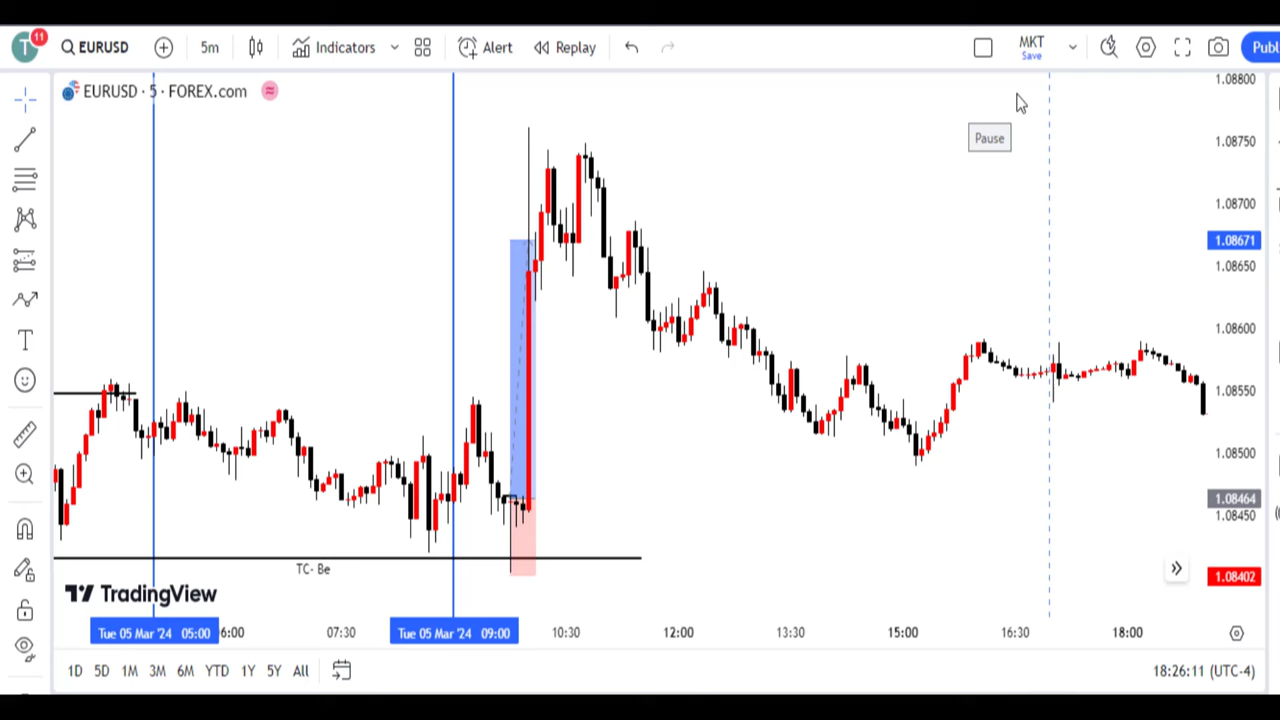 T 11 EURUSD 5m Indicators Alert Replay MKT Save Publ
EURUSD · 5 · FOREX.com
Pause
1.08800
1.08750
1.08700
1.08671
1.08650
1.08600
1.08550
1.08500
1.08464
1.08450
1.08402
TC- Be
TradingView
Tue 05 Mar '24 05:00 6:00 07:30 Tue 05 Mar '24 09:00 10:30 12:00 13:30 15:00 16:30 18:00
1D 5D 1M 3M 6M YTD 1Y 5Y All 18:26:11 (UTC-4)